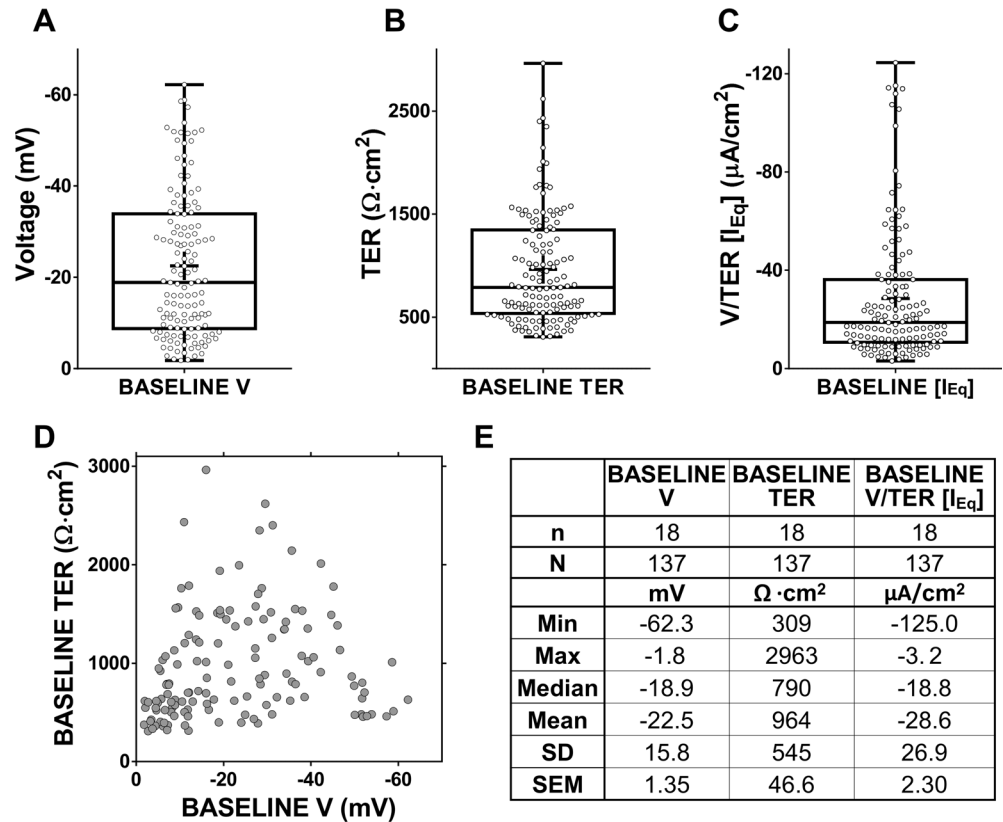 A
Voltage (mV)
-60
-40
-20
0
BASELINE V
B
TER (Ω·cm²)
2500
1500
500
BASELINE TER
C
V/TER [IEq] (µA/cm²)
-120
-80
-40
0
BASELINE [IEq]
D
BASELINE TER (Ω·cm²)
3000
2000
1000
0
0 -20 -40 -60
BASELINE V (mV)
E
BASELINE V BASELINE TER BASELINE V/TER [IEq]
n 18 18 18
N 137 137 137
mV Ω ·cm² µA/cm²
Min -62.3 309 -125.0
Max -1.8 2963 -3.2
Median -18.9 790 -18.8
Mean -22.5 964 -28.6
SD 15.8 545 26.9
SEM 1.35 46.6 2.30